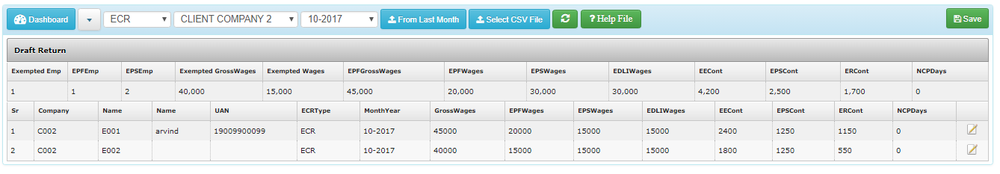 Dashboard ECR CLIENT COMPANY 2 10-2017 From Last Month Select CSV File ? Help File Save
Draft Return
Exempted Emp EPFEmp EPSEmp Exempted GrossWages Exempted Wages EPFGrossWages EPFWages EPSWages EDLIWages EECont EPSCont ERCont NCPDays
1 1 2 40,000 15,000 45,000 20,000 30,000 30,000 4,200 2,500 1,700 0
Sr Company Name Name UAN ECRType MonthYear GrossWages EPFWages EPSWages EDLIWages EECont EPSCont ERCont NCPDays
1 C002 E001 arvind 19009900099 ECR 10-2017 45000 20000 15000 15000 2400 1250 1150 0
2 C002 E002 ECR 10-2017 40000 15000 15000 15000 1800 1250 550 0